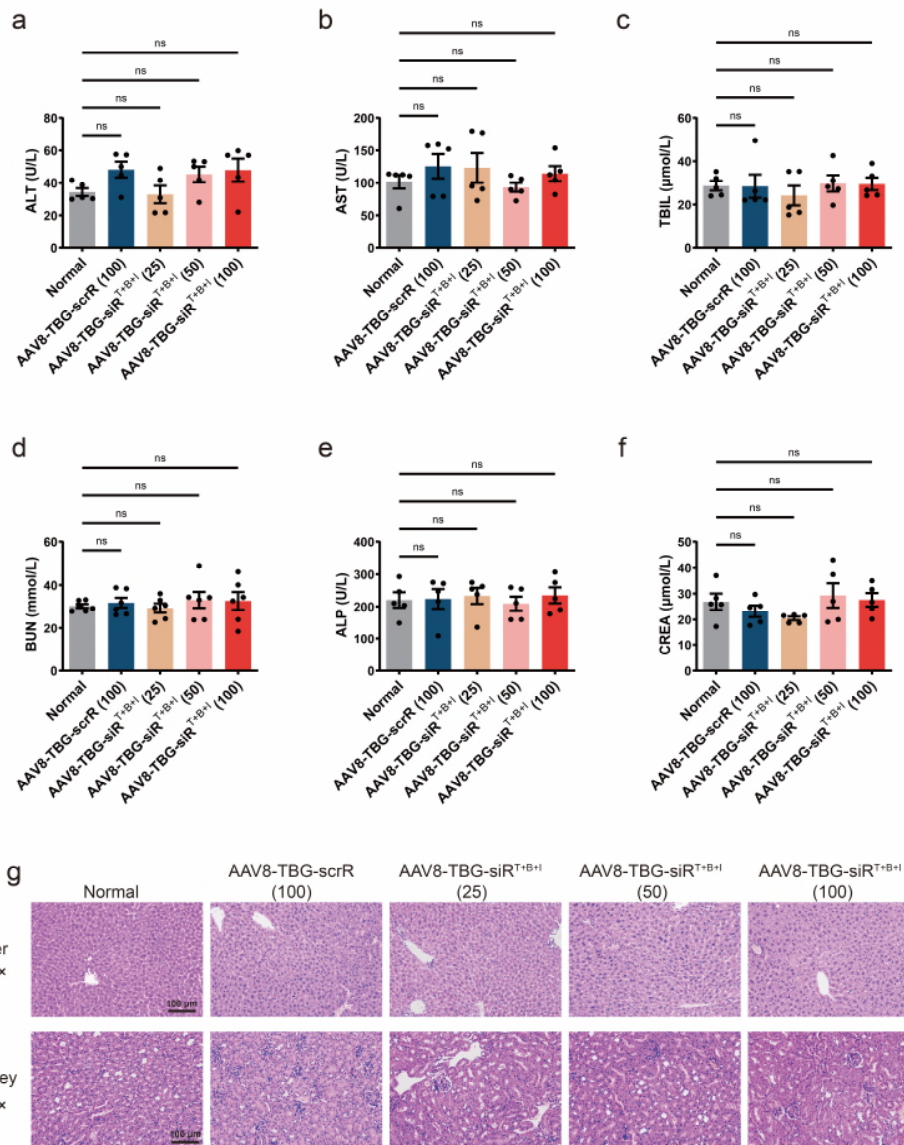 a
ns
ns
ns
ns
ALT (U/L)
80
60
40
20
0
Normal
AAV8-TBG-scrR (100)
AAV8-TBG-siR^T+B+I (25)
AAV8-TBG-siR^T+B+I (50)
AAV8-TBG-siR^T+B+I (100)
b
ns
ns
ns
ns
AST (U/L)
200
150
100
50
0
Normal
AAV8-TBG-scrR (100)
AAV8-TBG-siR^T+B+I (25)
AAV8-TBG-siR^T+B+I (50)
AAV8-TBG-siR^T+B+I (100)
c
ns
ns
ns
ns
TBIL (μmol/L)
60
40
20
0
Normal
AAV8-TBG-scrR (100)
AAV8-TBG-siR^T+B+I (25)
AAV8-TBG-siR^T+B+I (50)
AAV8-TBG-siR^T+B+I (100)
d
ns
ns
ns
ns
BUN (mmol/L)
60
40
20
0
Normal
AAV8-TBG-scrR (100)
AAV8-TBG-siR^T+B+I (25)
AAV8-TBG-siR^T+B+I (50)
AAV8-TBG-siR^T+B+I (100)
e
ns
ns
ns
ns
ALP (U/L)
400
300
200
100
0
Normal
AAV8-TBG-scrR (100)
AAV8-TBG-siR^T+B+I (25)
AAV8-TBG-siR^T+B+I (50)
AAV8-TBG-siR^T+B+I (100)
f
ns
ns
ns
ns
CREA (μmol/L)
50
40
30
20
10
0
Normal
AAV8-TBG-scrR (100)
AAV8-TBG-siR^T+B+I (25)
AAV8-TBG-siR^T+B+I (50)
AAV8-TBG-siR^T+B+I (100)
g
Normal
AAV8-TBG-scrR
(100)
AAV8-TBG-siR^T+B+I
(25)
AAV8-TBG-siR^T+B+I
(50)
AAV8-TBG-siR^T+B+I
(100)
er
×
100 μm
ey
×
100 μm